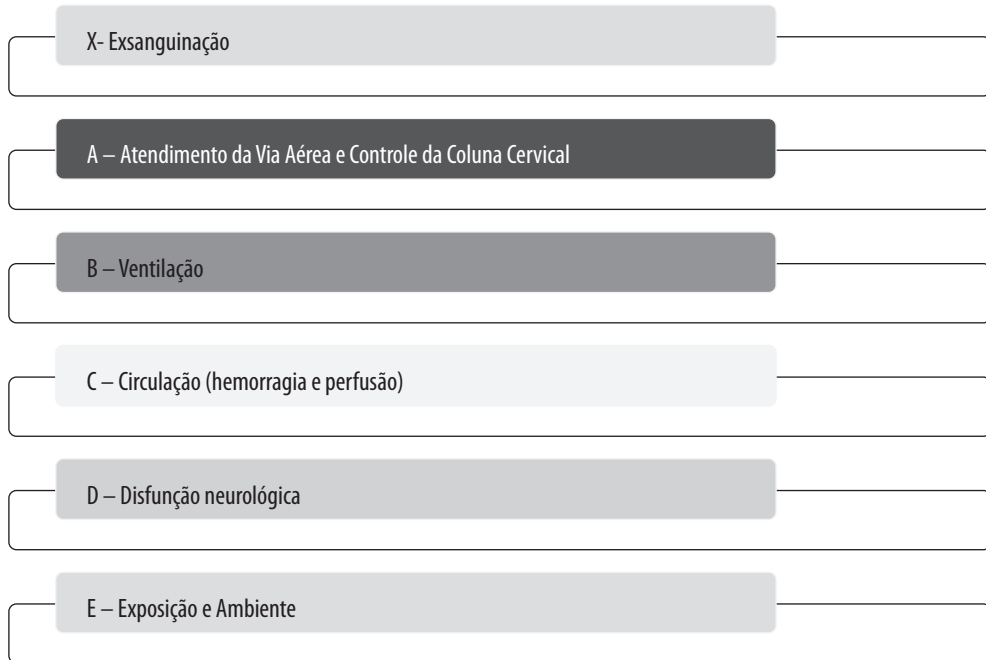 X- Exsanguinação
A – Atendimento da Via Aérea e Controle da Coluna Cervical
B – Ventilação
C – Circulação (hemorragia e perfusão)
D – Disfunção neurológica
E – Exposição e Ambiente